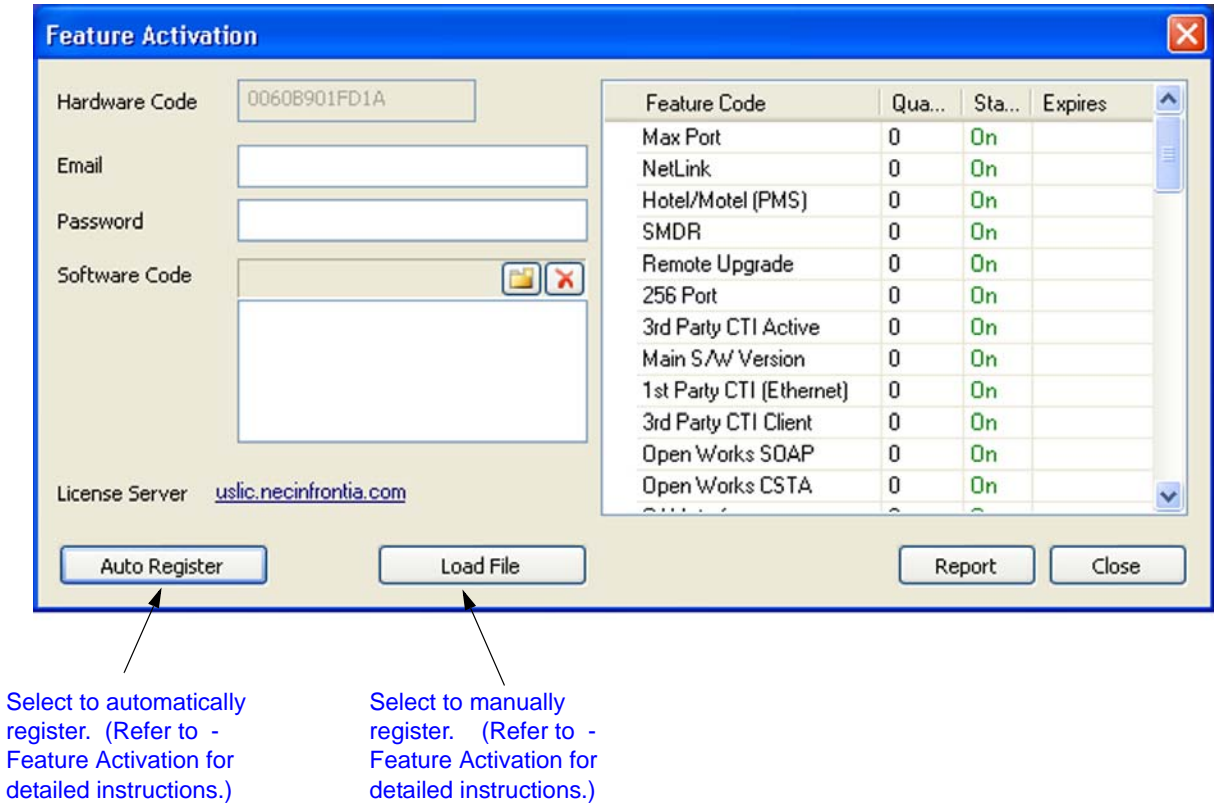 Feature Activation
Hardware Code 0060B901FD1A
Email
Password
Software Code
License Server uslic.necinfrontia.com
Feature Code Qua... Sta... Expires
Max Port 0 On
NetLink 0 On
Hotel/Motel (PMS) 0 On
SMDR 0 On
Remote Upgrade 0 On
256 Port 0 On
3rd Party CTI Active 0 On
Main S/W Version 0 On
1st Party CTI (Ethernet) 0 On
3rd Party CTI Client 0 On
Open Works SOAP 0 On
Open Works CSTA 0 On
Auto Register Load File Report Close
Select to automatically
register. (Refer to -
Feature Activation for
detailed instructions.)
Select to manually
register. (Refer to -
Feature Activation for
detailed instructions.)